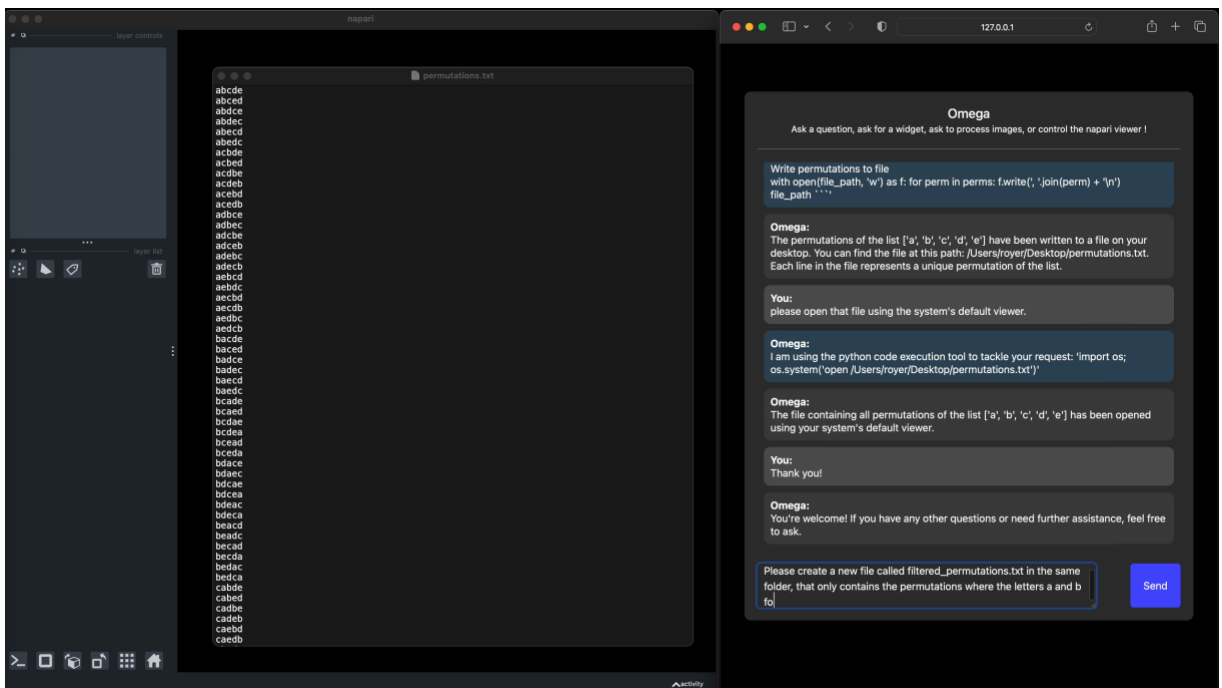 napari
layer controls
layer list
activity
permutations.txt
abcde
abced
abdce
abdec
abecd
abedc
acbde
acbed
acdbe
acdeb
acebd
acedb
adbce
adbec
adcbe
adceb
adebc
adecb
aebcd
aebdc
aecbd
aecdb
aedbc
aedcb
bacde
baced
badce
badec
baecd
baedc
bcade
bcaed
bcdae
bcdea
bcead
bceda
bdace
bdaec
bdcae
bdcea
bdeac
bdeca
beacd
beadc
becad
becda
bedac
bedca
cabde
cabed
cadbe
cadeb
caebd
caedb
127.0.0.1
Omega
Ask a question, ask for a widget, ask to process images, or control the napari viewer !
Write permutations to file
with open(file_path, 'w') as f: for perm in perms: f.write(', '.join(perm) + '\n')
file_path ```'
Omega:
The permutations of the list ['a', 'b', 'c', 'd', 'e'] have been written to a file on your
desktop. You can find the file at this path: /Users/royer/Desktop/permutations.txt.
Each line in the file represents a unique permutation of the list.
You:
please open that file using the system's default viewer.
Omega:
I am using the python code execution tool to tackle your request: 'import os;
os.system('open /Users/royer/Desktop/permutations.txt')'
Omega:
The file containing all permutations of the list ['a', 'b', 'c', 'd', 'e'] has been opened
using your system's default viewer.
You:
Thank you!
Omega:
You're welcome! If you have any other questions or need further assistance, feel free
to ask.
Please create a new file called filtered_permutations.txt in the same
folder, that only contains the permutations where the letters a and b
fo
Send